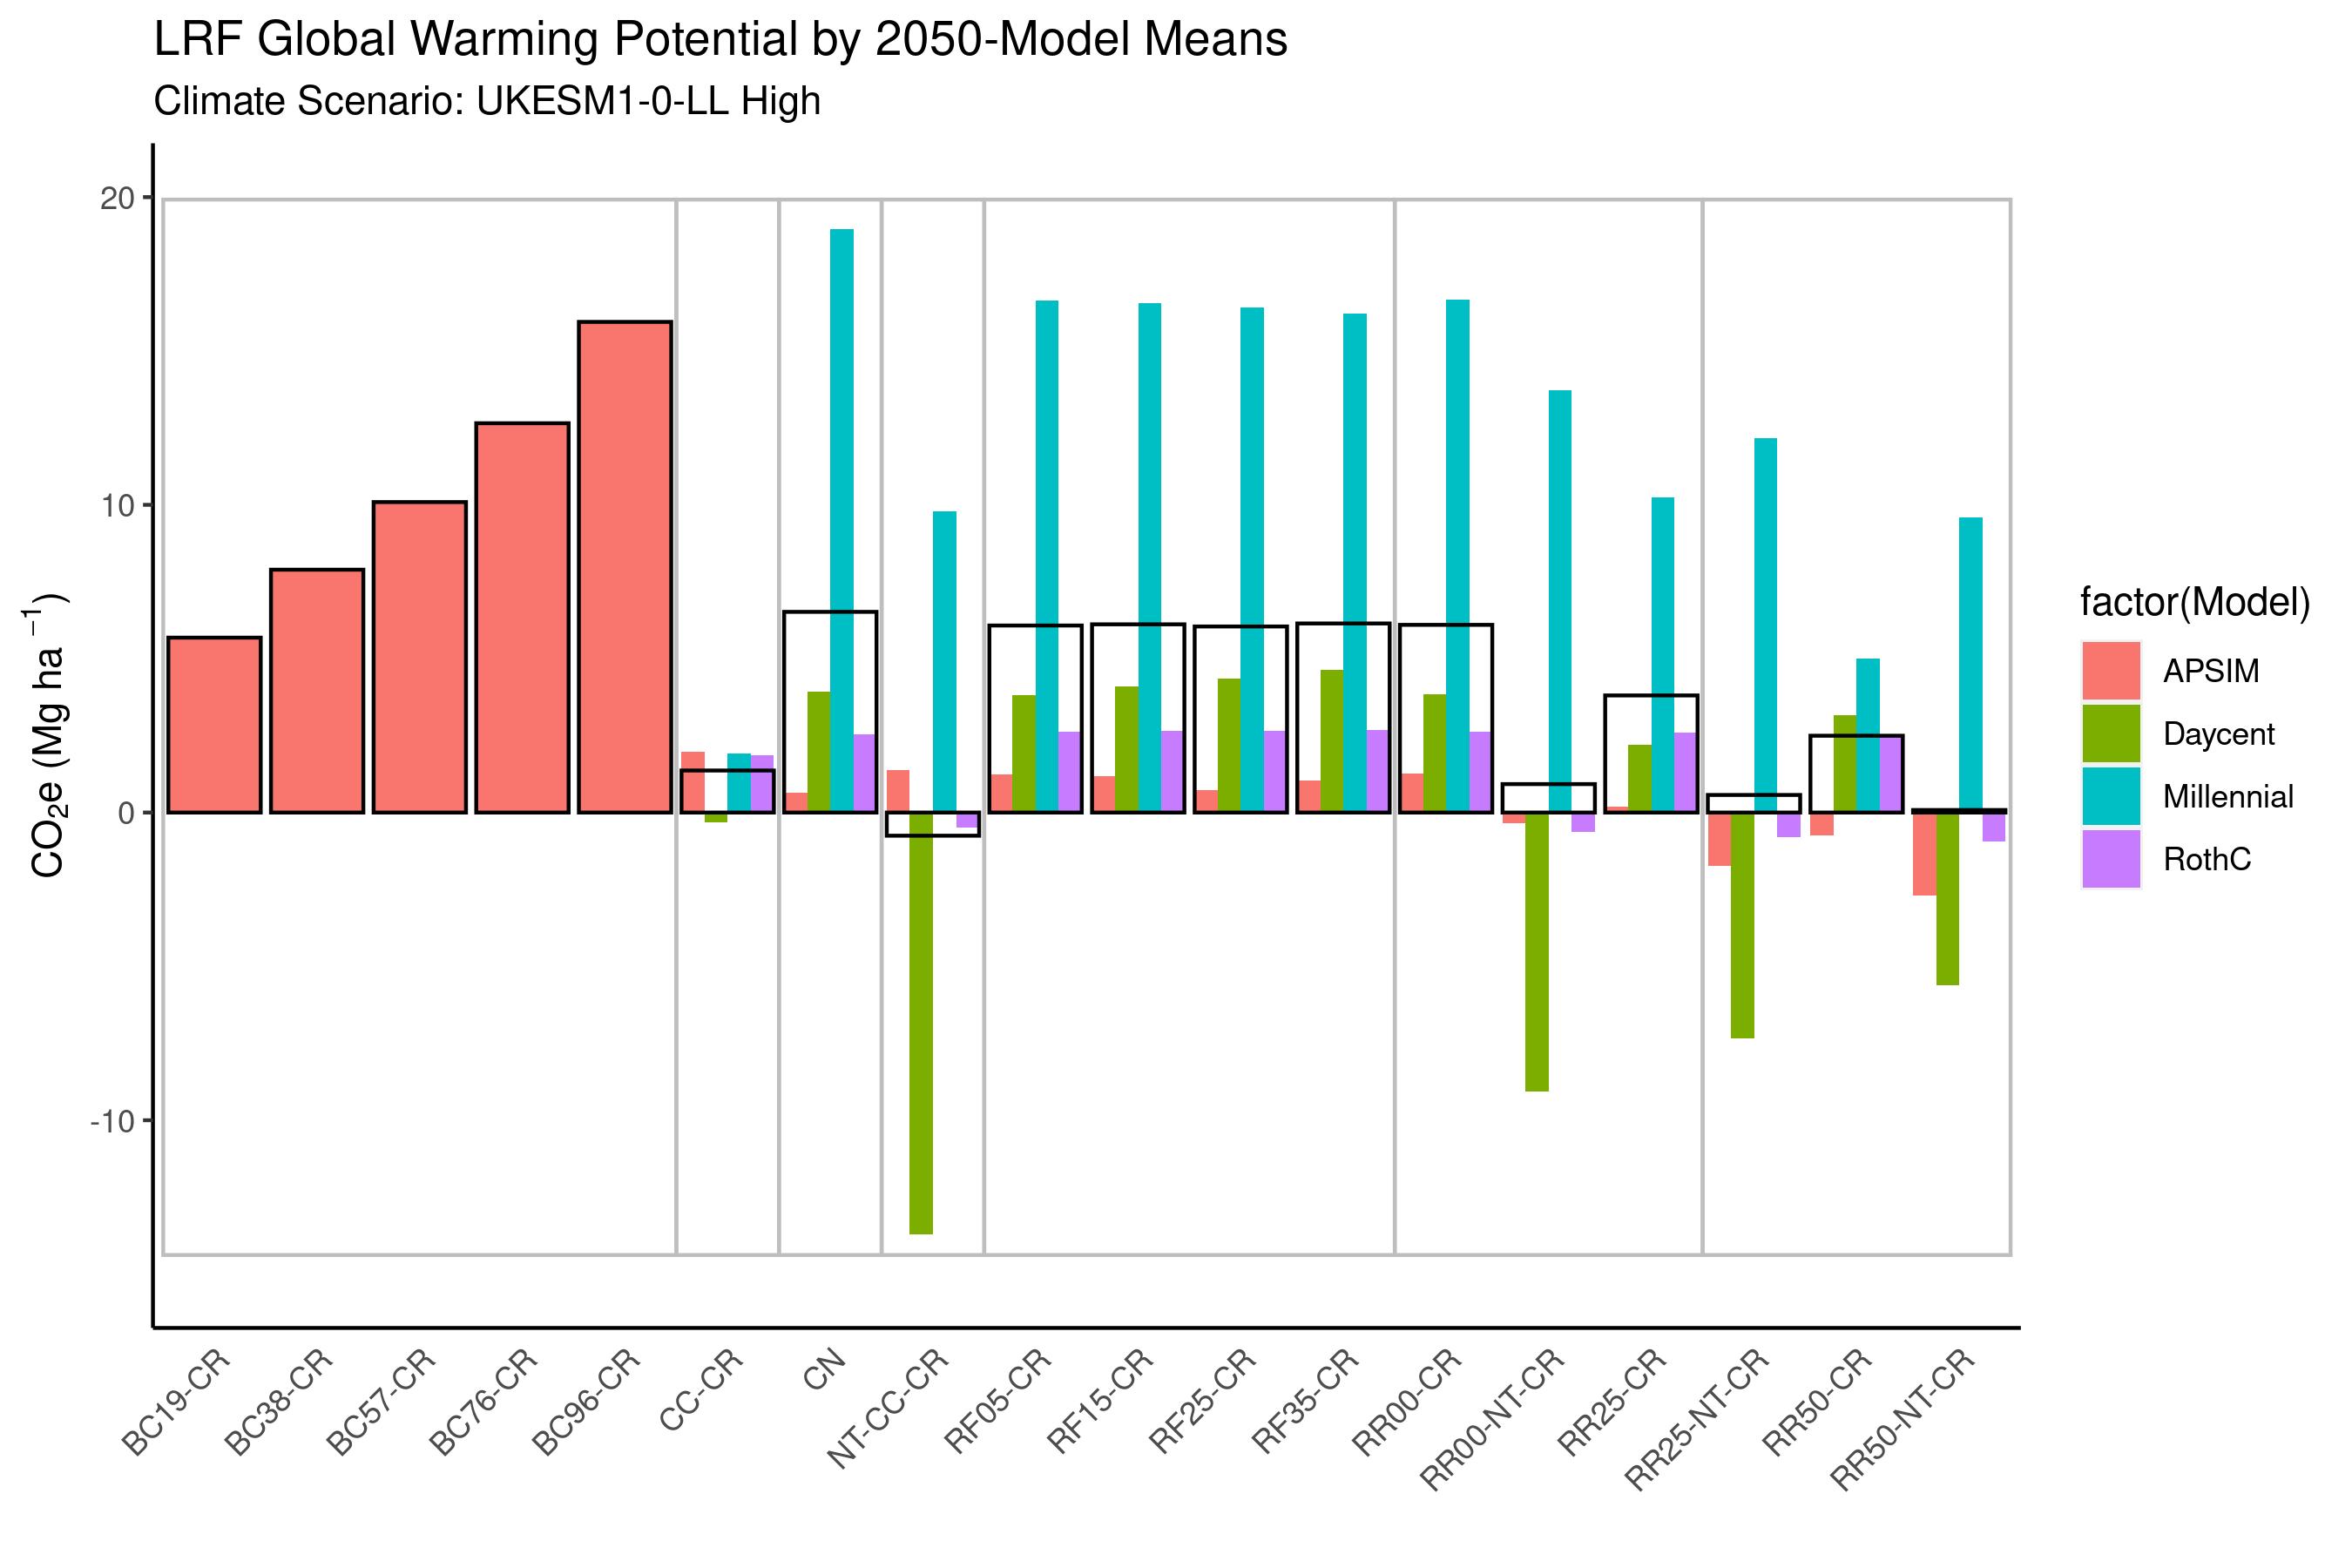 LRF Global Warming Potential by 2050-Model Means
Climate Scenario: UKESM1-0-LL High
CO₂e (Mg ha ⁻¹)
20
10
0
-10
BC19-CR
BC38-CR
BC57-CR
BC76-CR
BC96-CR
CC-CR
CN
NT-CC-CR
RF05-CR
RF15-CR
RF25-CR
RF35-CR
RR00-CR
RR00-NT-CR
RR25-CR
RR25-NT-CR
RR50-CR
RR50-NT-CR
factor(Model)
APSIM
Daycent
Millennial
RothC